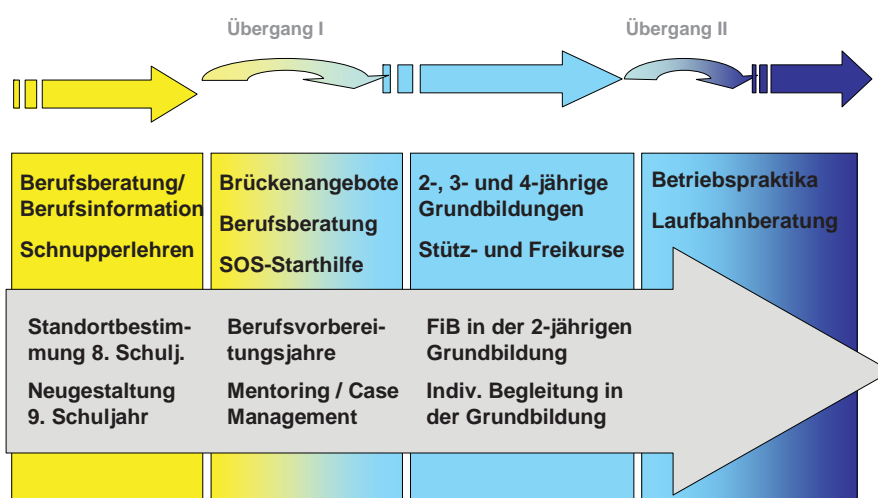 Übergang I
Übergang II
Berufsberatung/
Berufsinformation
Schnupperlehren
Brückenangebote
Berufsberatung
SOS-Starthilfe
2-, 3- und 4-jährige
Grundbildungen
Stütz- und Freikurse
Betriebspraktika
Laufbahnberatung
Standortbestim-
mung 8. Schulj.
Neugestaltung
9. Schuljahr
Berufsvorberei-
tungsjahre
Mentoring / Case
Management
FiB in der 2-jährigen
Grundbildung
Indiv. Begleitung in
der Grundbildung